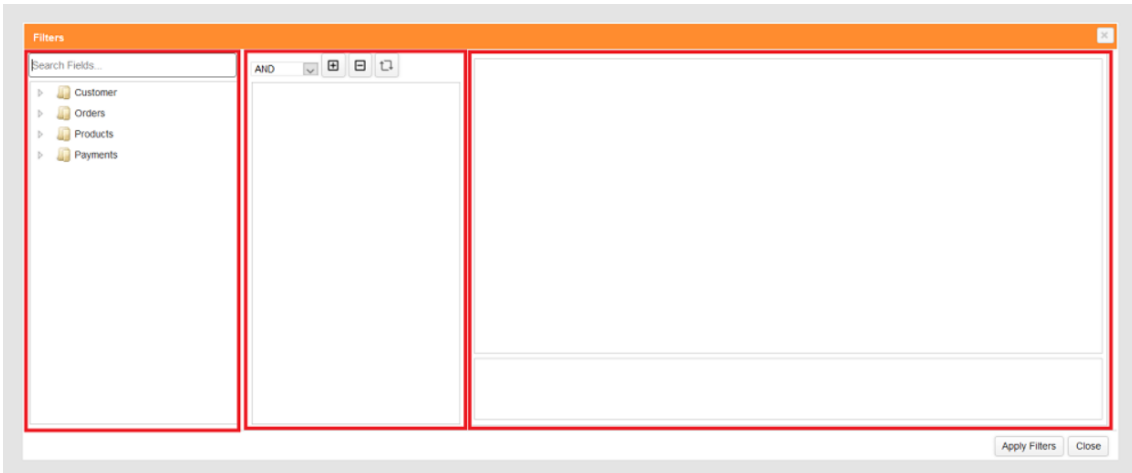 Filters
Search Fields...
AND
Customer
Orders
Products
Payments
Apply Filters
Close